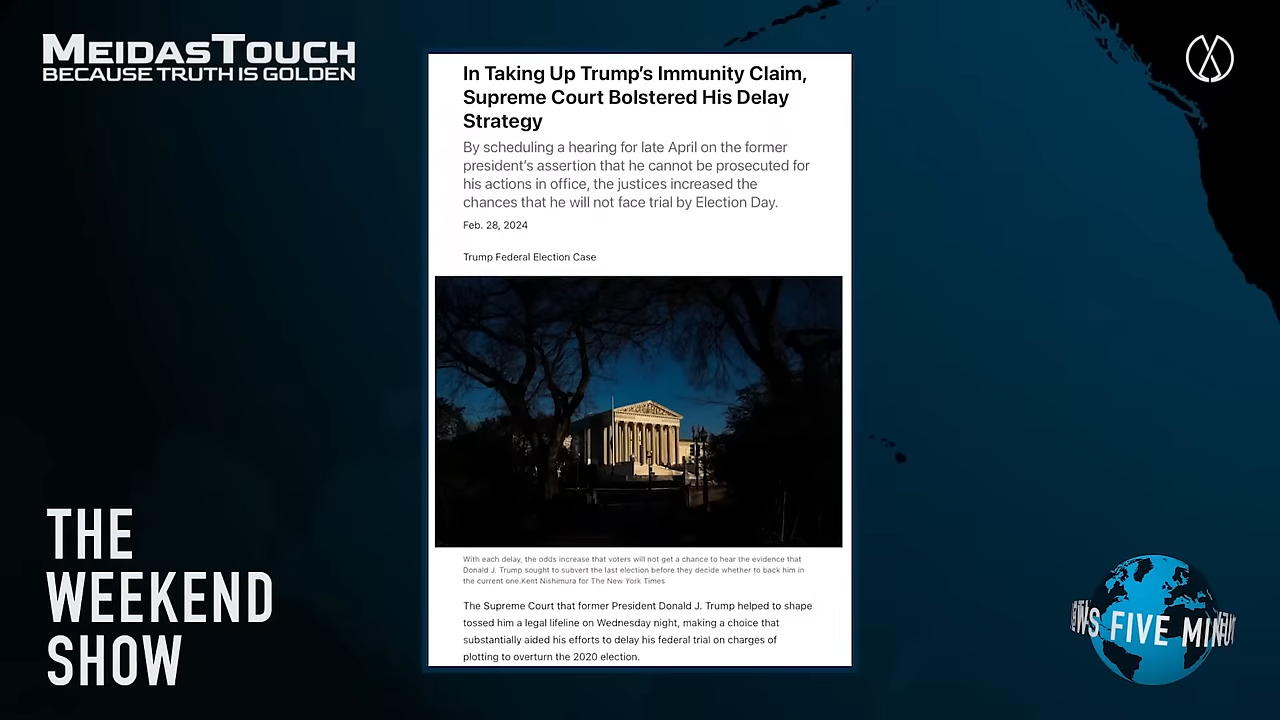 MEIDASTOUCH
BECAUSE TRUTH IS GOLDEN
In Taking Up Trump's Immunity Claim,
Supreme Court Bolstered His Delay
Strategy
By scheduling a hearing for late April on the former
president's assertion that he cannot be prosecuted for
his actions in office, the justices increased the
chances that he will not face trial by Election Day.
Feb. 28, 2024
Trump Federal Election Case
With each delay, the odds increase that voters will not get a chance to hear the evidence that
Donald J. Trump sought to subvert the last election before they decide whether to back him in
the current one.Kent Nishimura for The New York Times
The Supreme Court that former President Donald J. Trump helped to shape
tossed him a legal lifeline on Wednesday night, making a choice that
substantially aided his efforts to delay his federal trial on charges of
plotting to overturn the 2020 election.
THE
WEEKEND
SHOW
FIVE